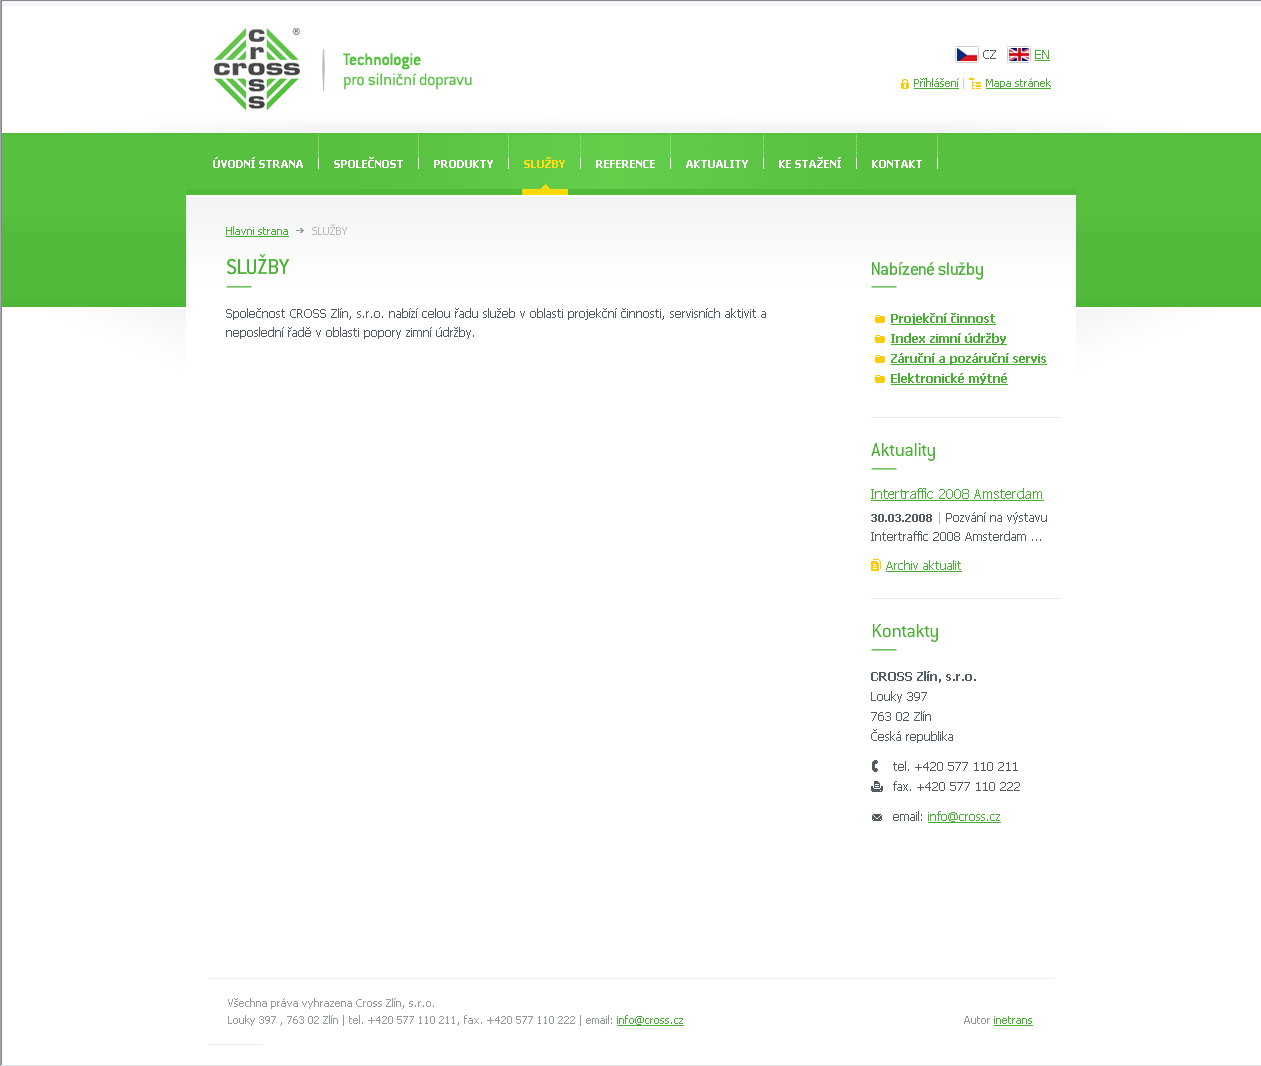 cross
cross
®
Technologie
pro silniční dopravu
CZ EN
Přihlášení | Mapa stránek
ÚVODNÍ STRANA SPOLEČNOST PRODUKTY SLUŽBY REFERENCE AKTUALITY KE STAŽENÍ KONTAKT
Hlavni strana → SLUŽBY
SLUŽBY
Společnost CROSS Zlín, s.r.o. nabízí celou řadu služeb v oblasti projekční činnosti, servisních aktivit a
neposlední řadě v oblasti popory zimní údržby.
Nabízené služby
Projekční činnost
Index zimní údržby
Záruční a pozáruční servis
Elektronické mýtné
Aktuality
Intertraffic 2008 Amsterdam
30.03.2008 | Pozvání na výstavu
Intertraffic 2008 Amsterdam ...
Archiv aktualit
Kontakty
CROSS Zlín, s.r.o.
Louky 397
763 02 Zlín
Česká republika
tel. +420 577 110 211
fax. +420 577 110 222
email: info@cross.cz
Všechna práva vyhrazena Cross Zlín, s.r.o.
Louky 397 , 763 02 Zlín | tel. +420 577 110 211, fax. +420 577 110 222 | email: info@cross.cz
Autor inetrans